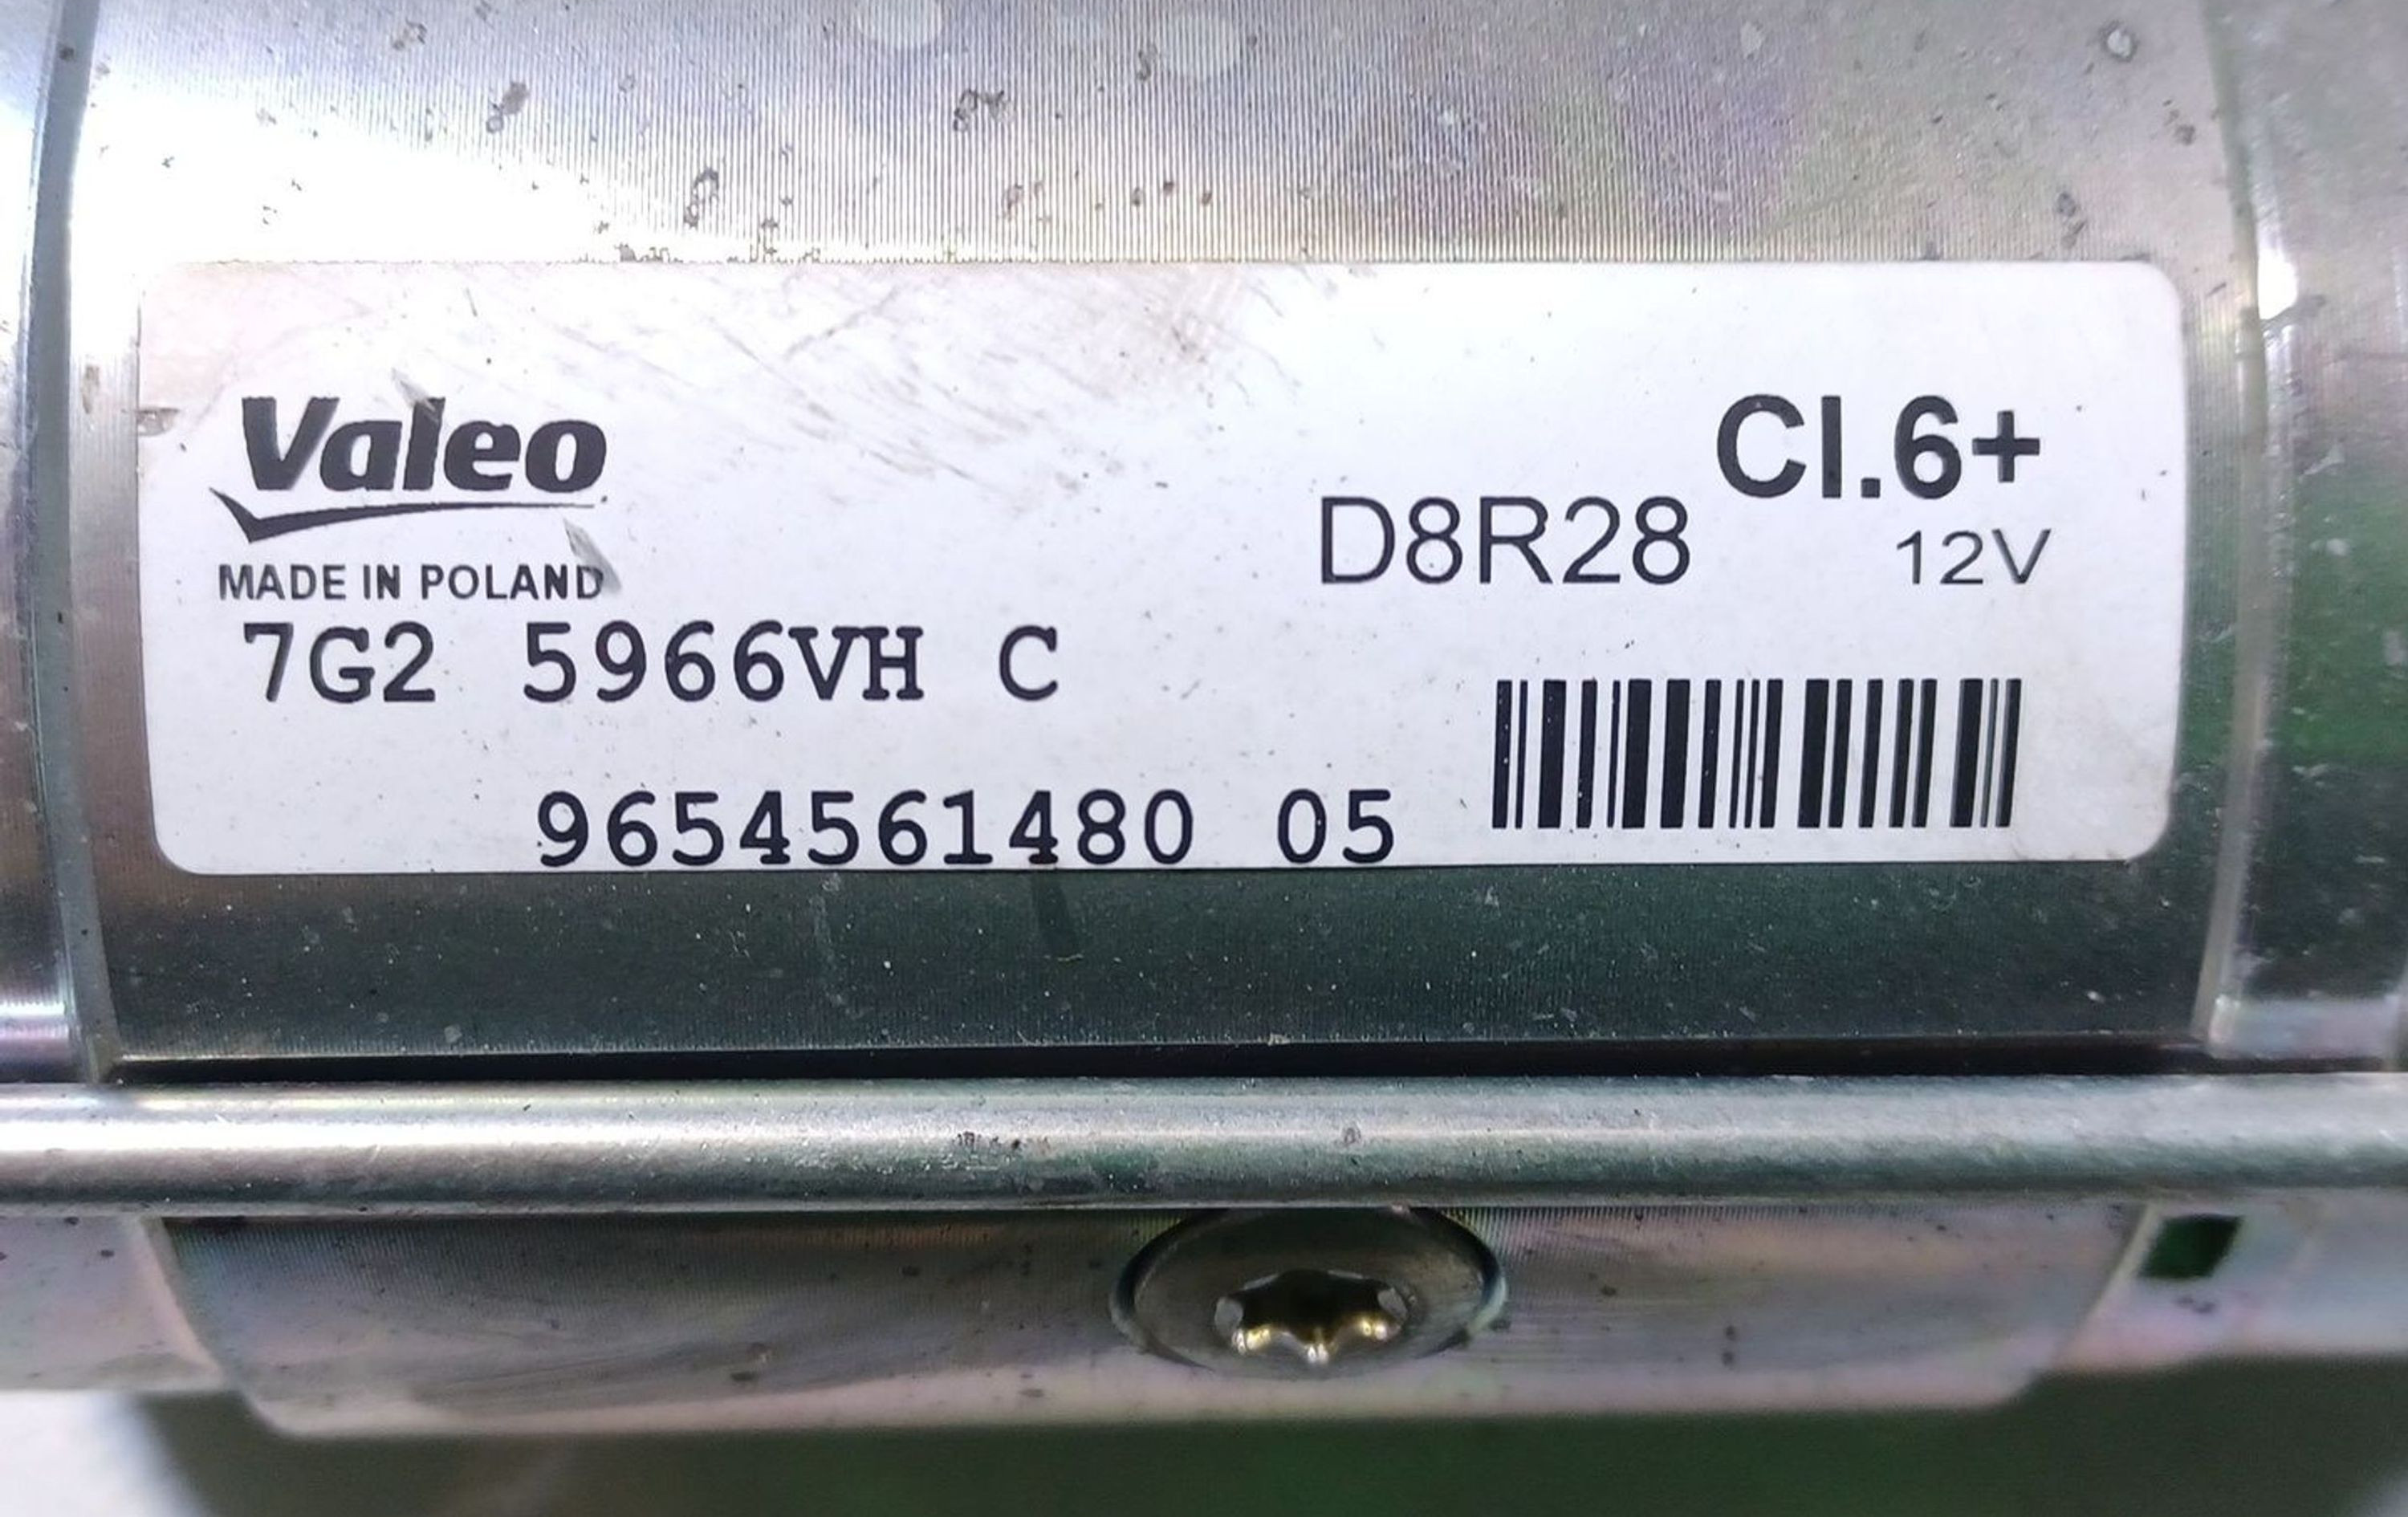 Valeo
MADE IN POLAND
Cl.6+
D8R28
12V
7G2 5966VH C
9654561480 05